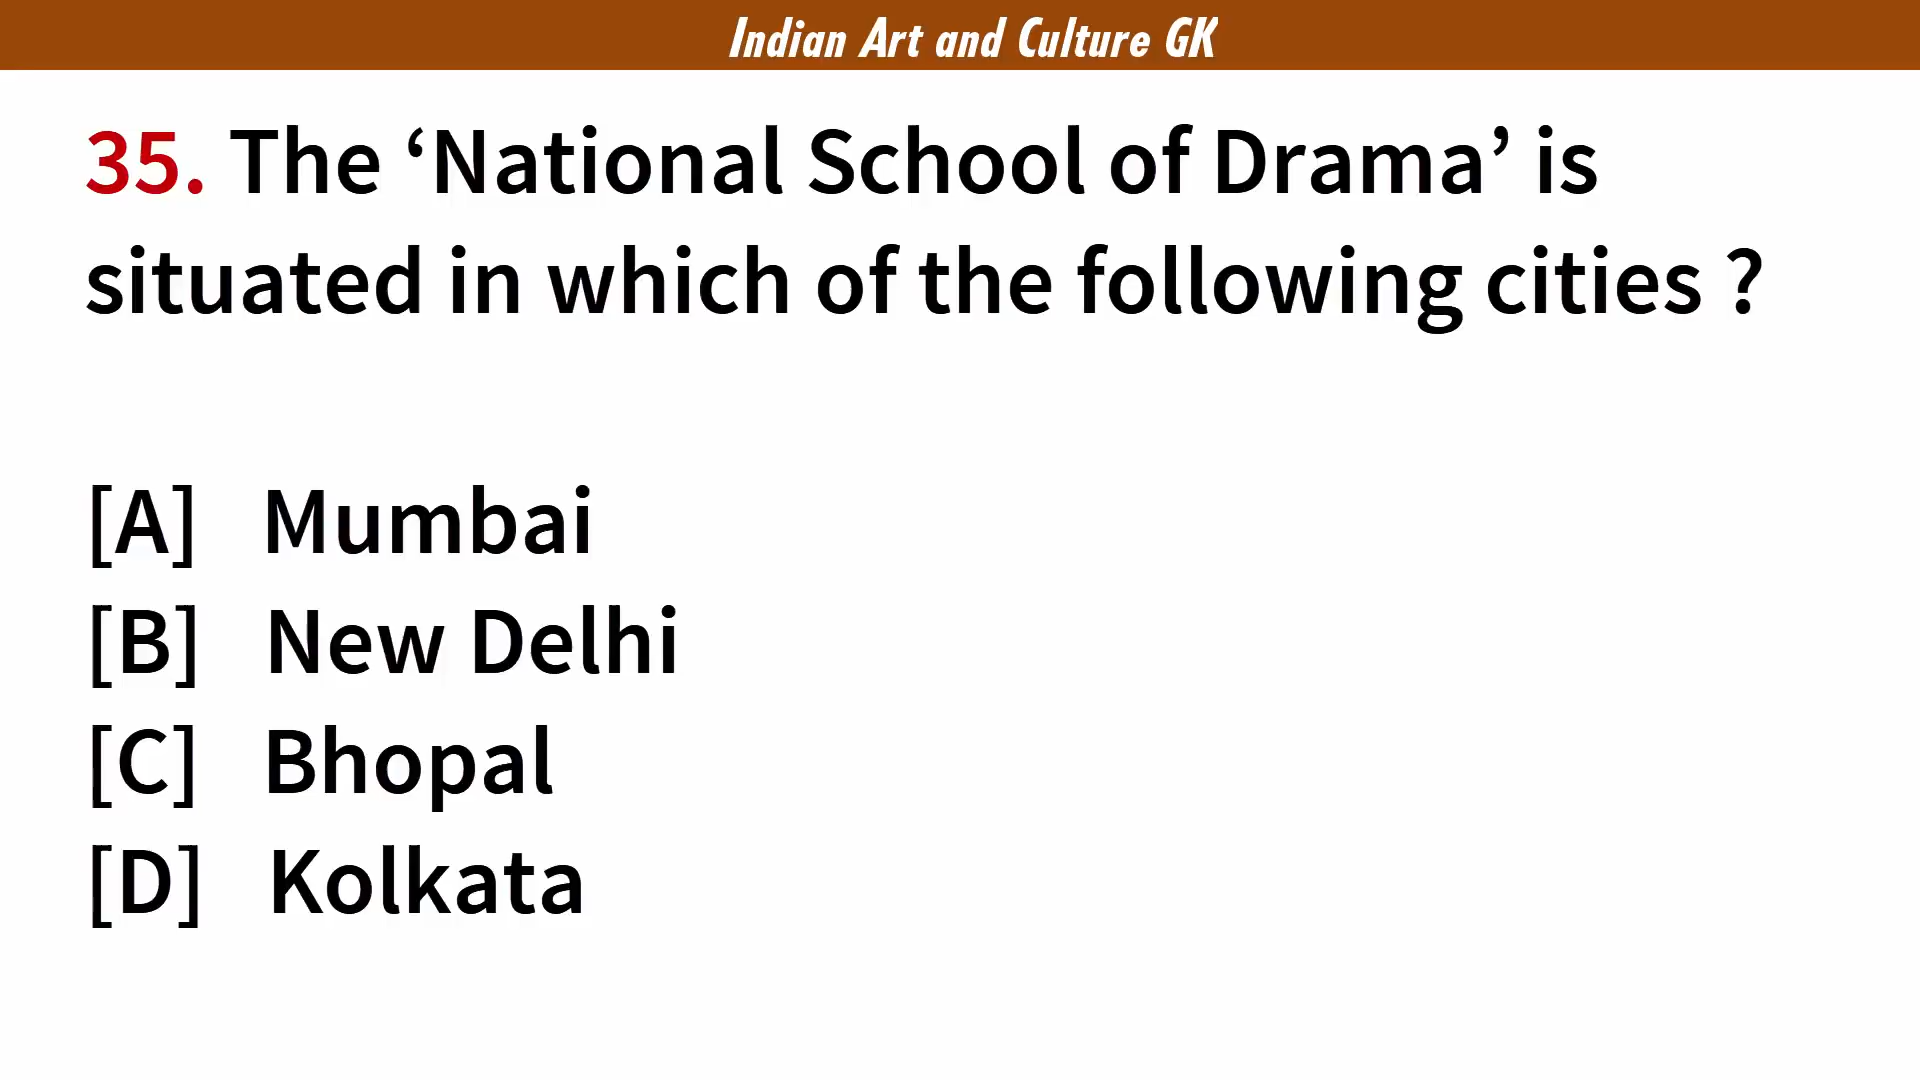 Indian Art and Culture GK
35. The ‘National School of Drama’ is
situated in which of the following cities ?
[A] Mumbai
[B] New Delhi
[C] Bhopal
[D] Kolkata